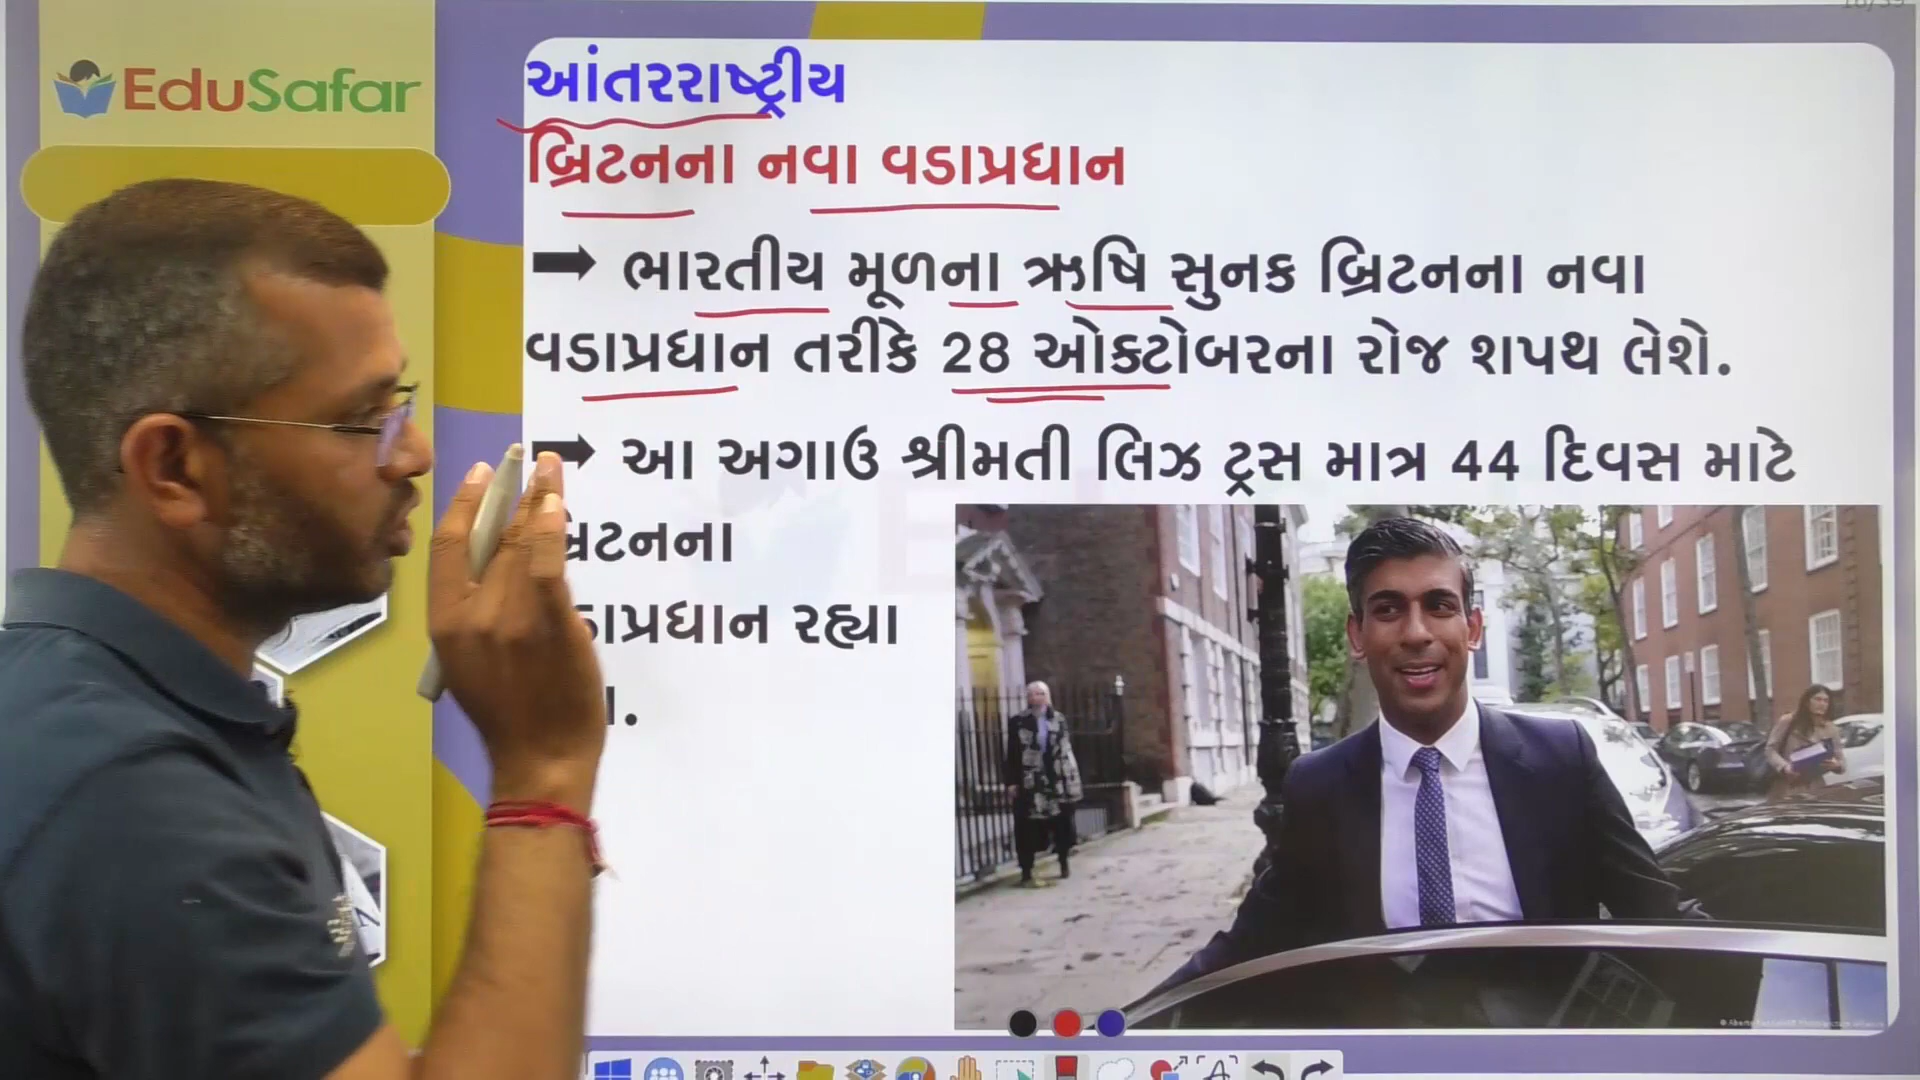 EduSafar
આંતરરાષ્ટ્રીય
બ્રિટનના નવા વડાપ્રધાન
➡ ભારતીય મૂળના ઋષિ સુનક બ્રિટનના નવા
વડાપ્રધાન તરીકે 28 ઓક્ટોબરના રોજ શપથ લેશે.
➡ આ અગાઉ શ્રીમતી લિઝ ટ્રસ માત્ર 44 દિવસ માટે
બ્રિટનના
રહ્યા